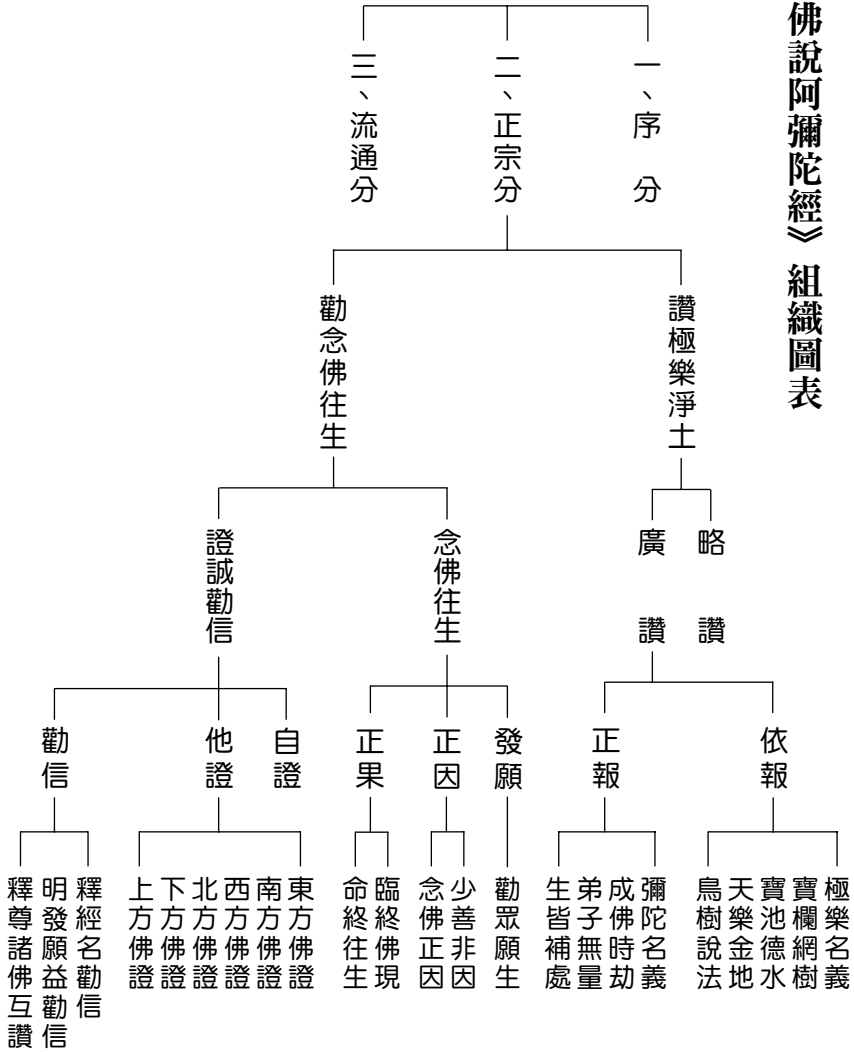 佛說阿彌陀經》組織圖表
一、序　分
二、正宗分
三、流通分
讚極樂淨土
勸念佛往生
略　讚
廣　讚
念佛往生
證誠勸信
依報
正報
發願
正因
正果
自證
他證
勸信
極樂名義
寶欄網樹
寶池德水
天樂金地
鳥樹說法
彌陀名義
成佛時劫
弟子無量
生皆補處
勸眾願生
少善非因
念佛正因
臨終佛現
命終往生
東方佛證
南方佛證
西方佛證
北方佛證
下方佛證
上方佛證
釋經名勸信
明發願益勸信
釋尊諸佛互讚